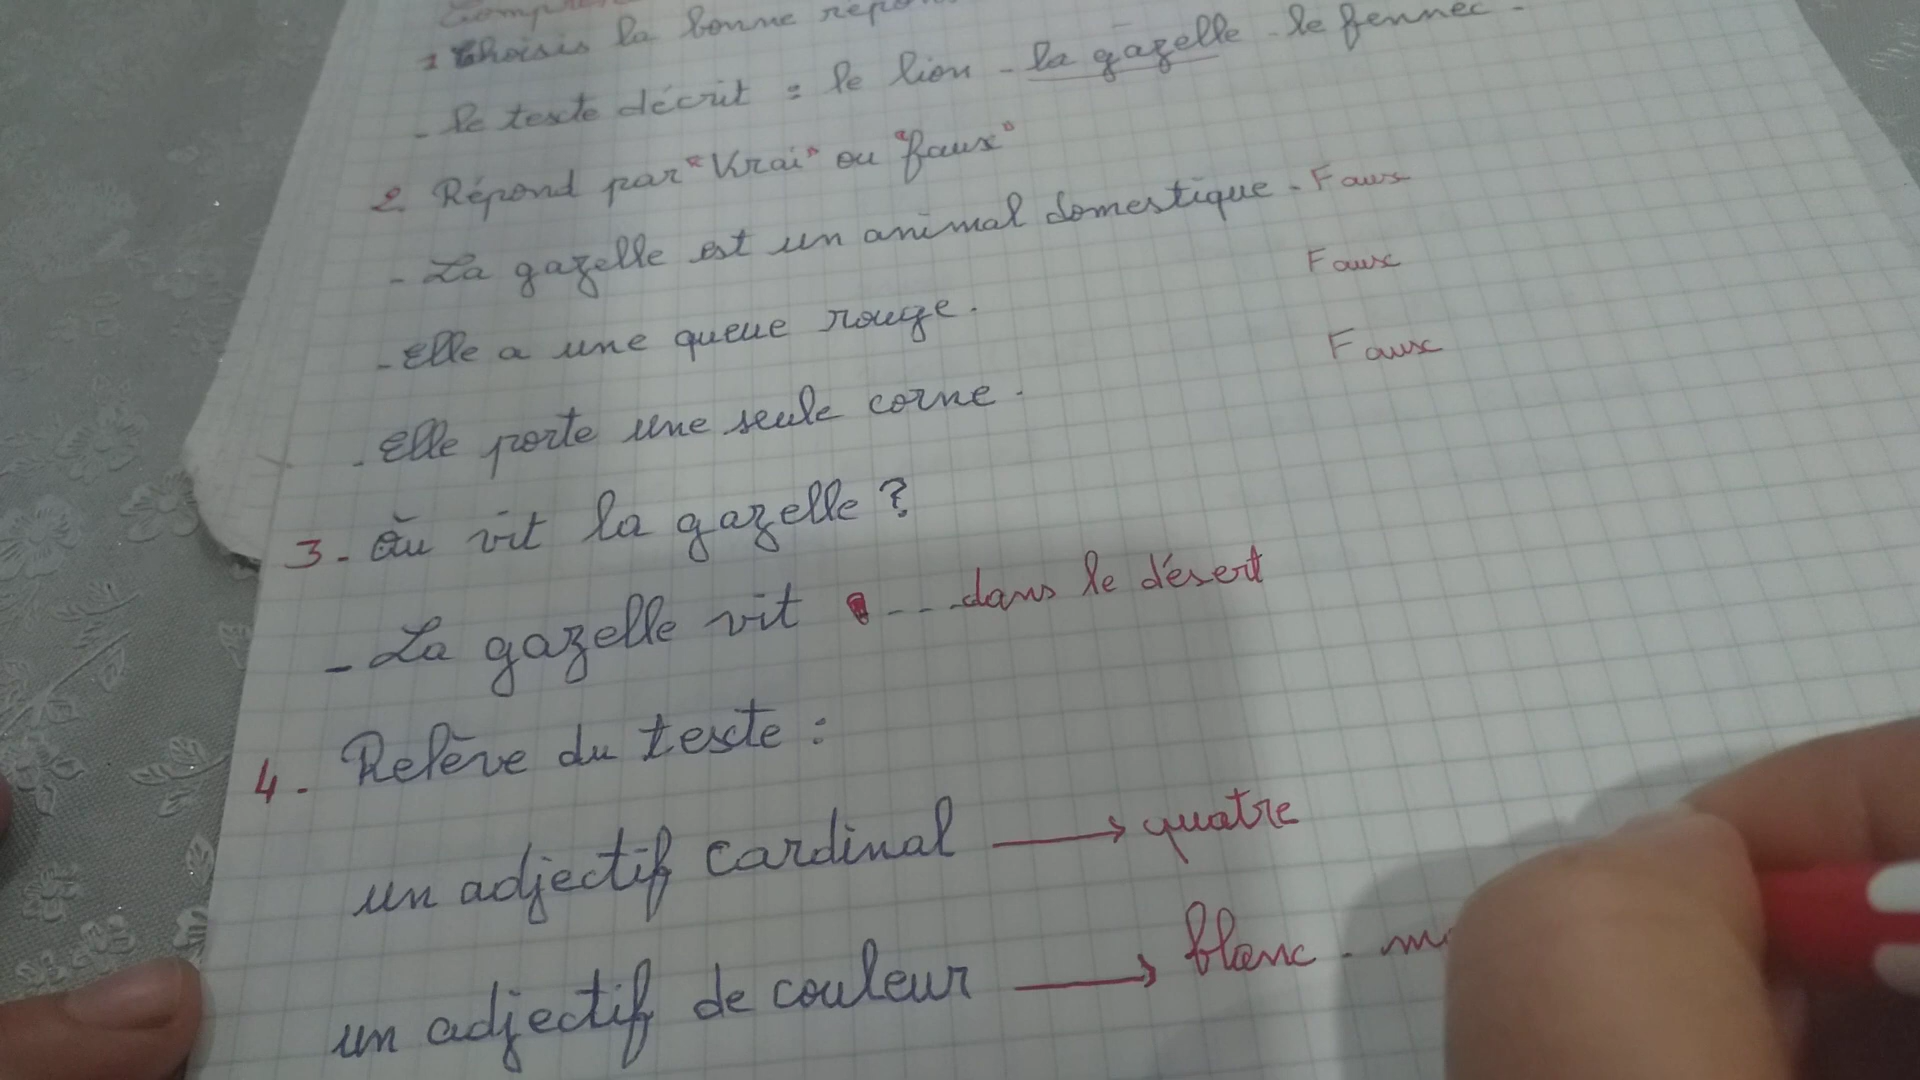 1 Choisis la bonne
- le texte décrit : le lion - la gazelle - le fennec -
2. Répond par "Vrai" ou "faux"
- La gazelle est un animal domestique - Faux
- Elle a une queue rouge. Faux
- Elle porte une seule corne. Faux
3 - Où vit la gazelle ?
- La gazelle vit - - - dans le désert
4 - Relève du texte :
un adjectif cardinal → quatre
un adjectif de couleur → blanc -